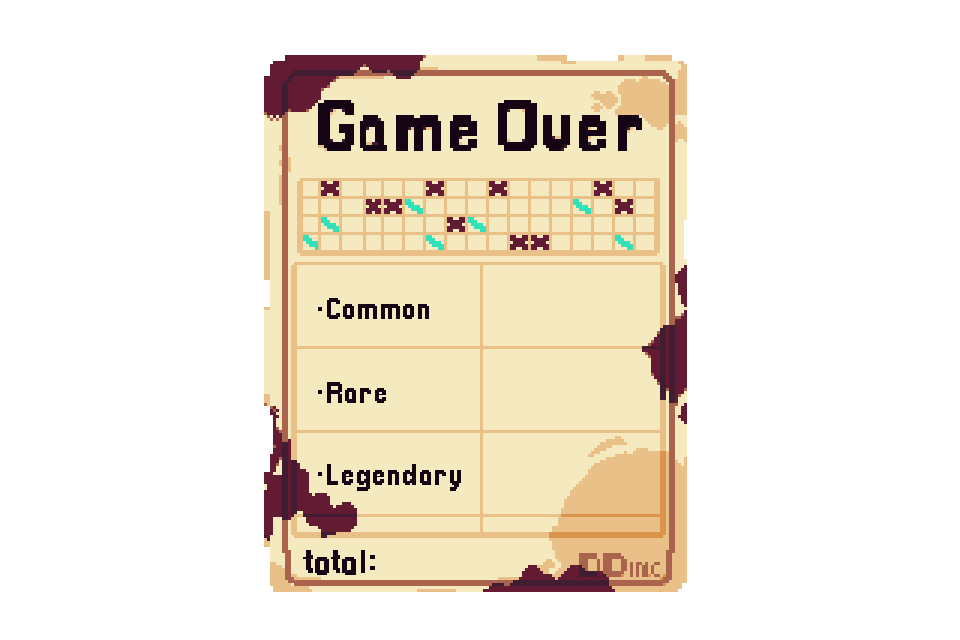 Game Over
·Common
·Rare
·Legendary
total:
DDINC